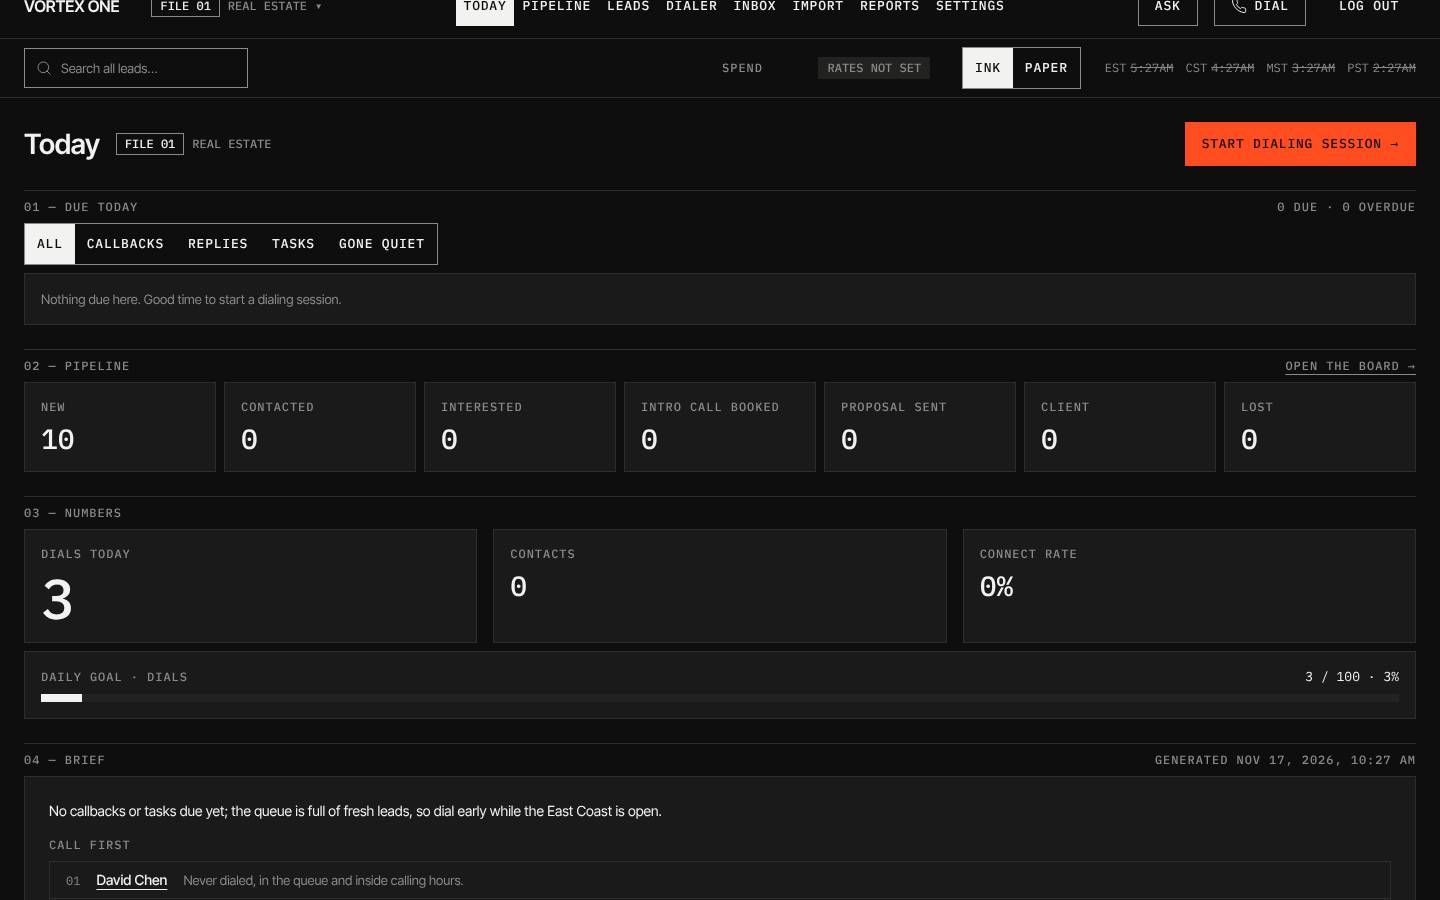 VORTEX ONE FILE 01 REAL ESTATE ▾ TODAY PIPELINE LEADS DIALER INBOX IMPORT REPORTS SETTINGS ASK DIAL LOG OUT
Search all leads... SPEND RATES NOT SET INK PAPER EST 5:27AM CST 4:27AM MST 3:27AM PST 2:27AM
Today FILE 01 REAL ESTATE START DIALING SESSION →
01 — DUE TODAY 0 DUE · 0 OVERDUE
ALL CALLBACKS REPLIES TASKS GONE QUIET
Nothing due here. Good time to start a dialing session.
02 — PIPELINE OPEN THE BOARD →
NEW CONTACTED INTERESTED INTRO CALL BOOKED PROPOSAL SENT CLIENT LOST
10 0 0 0 0 0 0
03 — NUMBERS
DIALS TODAY CONTACTS CONNECT RATE
3 0 0%
DAILY GOAL · DIALS 3 / 100 · 3%
04 — BRIEF GENERATED NOV 17, 2026, 10:27 AM
No callbacks or tasks due yet; the queue is full of fresh leads, so dial early while the East Coast is open.
CALL FIRST
01 David Chen Never dialed, in the queue and inside calling hours.